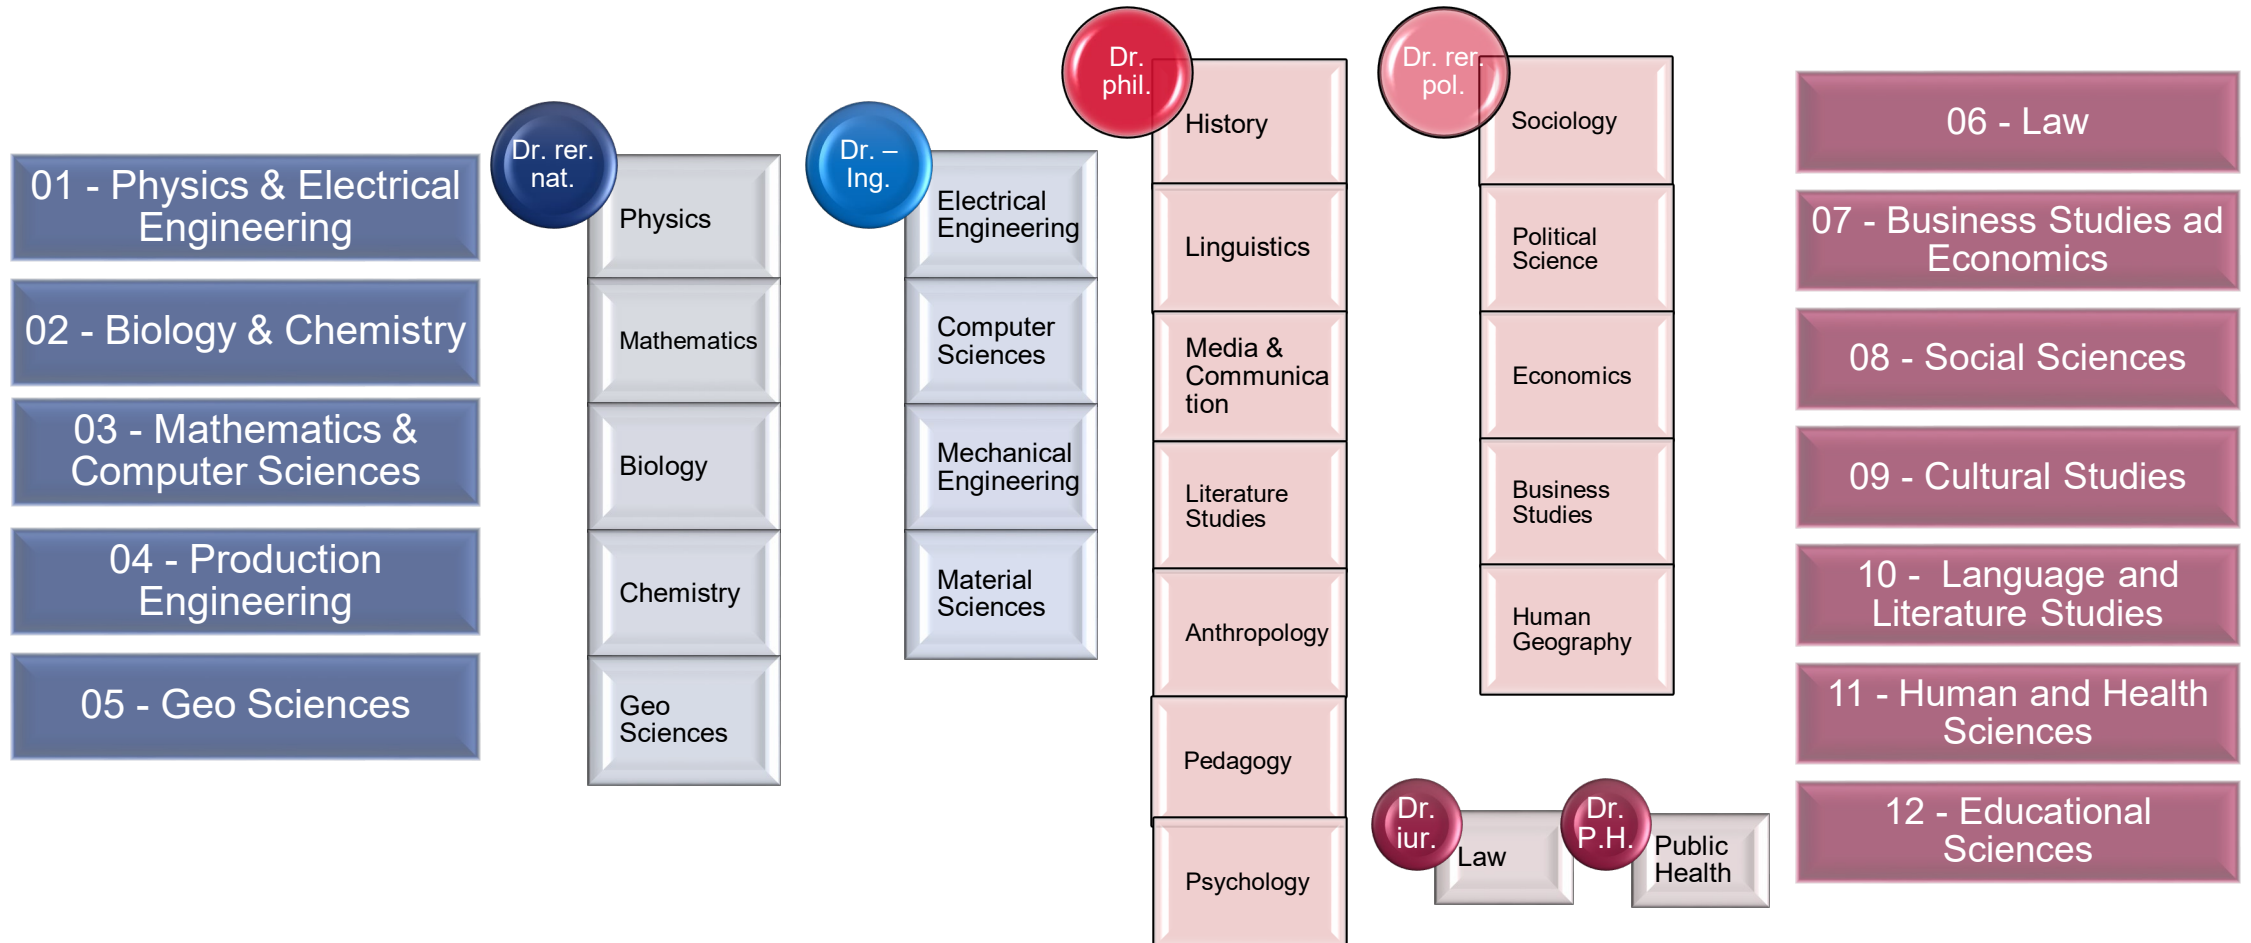 01 - Physics & Electrical
Engineering
02 - Biology & Chemistry
03 - Mathematics &
Computer Sciences
04 - Production
Engineering
05 - Geo Sciences
Dr. rer.
nat.
Physics
Mathematics
Biology
Chemistry
Geo
Sciences
Dr. –
Ing.
Electrical
Engineering
Computer
Sciences
Mechanical
Engineering
Material
Sciences
Dr.
phil.
History
Linguistics
Media &
Communica
tion
Literature
Studies
Anthropology
Pedagogy
Psychology
Dr. rer.
pol.
Sociology
Political
Science
Economics
Business
Studies
Human
Geography
Dr.
iur.
Law
Dr.
P.H.
Public
Health
06 - Law
07 - Business Studies ad
Economics
08 - Social Sciences
09 - Cultural Studies
10 -  Language and
Literature Studies
11 - Human and Health
Sciences
12 - Educational
Sciences